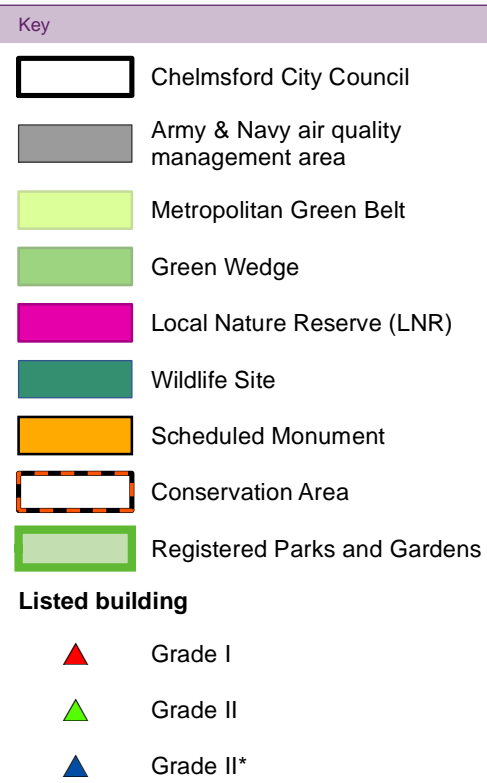 Key
Chelmsford City Council
Army & Navy air quality
management area
Metropolitan Green Belt
Green Wedge
Local Nature Reserve (LNR)
Wildlife Site
Scheduled Monument
Conservation Area
Registered Parks and Gardens
Listed building
Grade I
Grade II
Grade II*